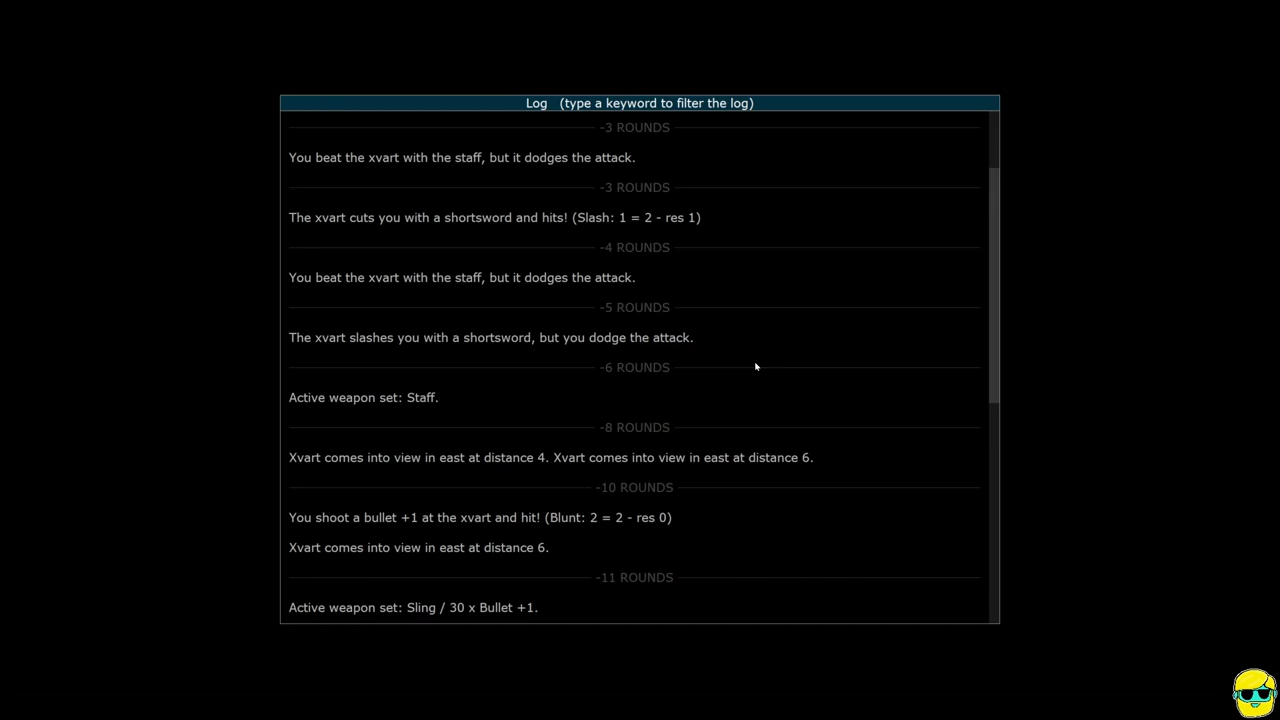 Log (type a keyword to filter the log)
-3 ROUNDS
You beat the xvart with the staff, but it dodges the attack.
-3 ROUNDS
The xvart cuts you with a shortsword and hits! (Slash: 1 = 2 - res 1)
-4 ROUNDS
You beat the xvart with the staff, but it dodges the attack.
-5 ROUNDS
The xvart slashes you with a shortsword, but you dodge the attack.
-6 ROUNDS
Active weapon set: Staff.
-8 ROUNDS
Xvart comes into view in east at distance 4. Xvart comes into view in east at distance 6.
-10 ROUNDS
You shoot a bullet +1 at the xvart and hit! (Blunt: 2 = 2 - res 0)
Xvart comes into view in east at distance 6.
-11 ROUNDS
Active weapon set: Sling / 30 x Bullet +1.